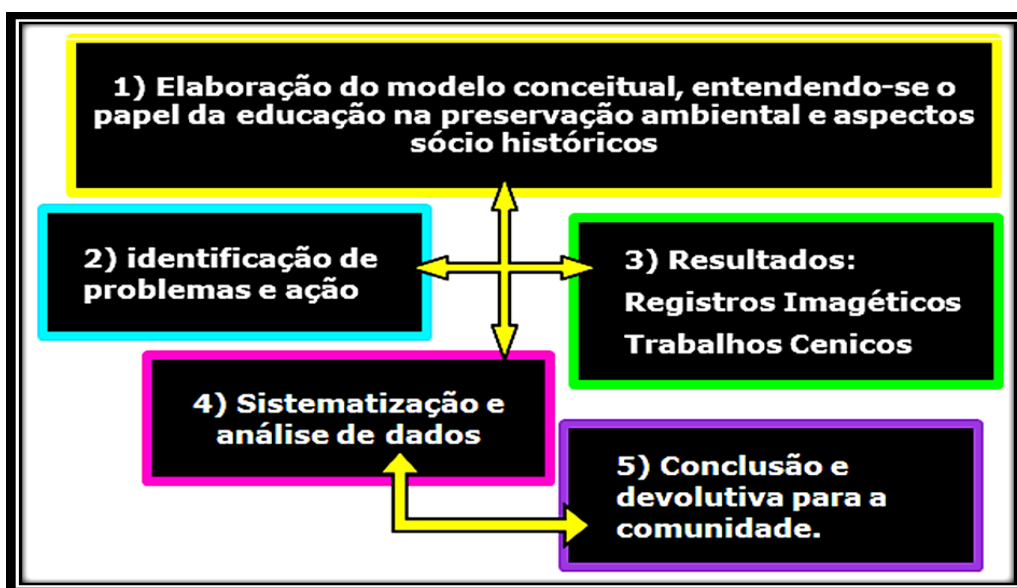 1) Elaboração do modelo conceitual, entendendo-se o
papel da educação na preservação ambiental e aspectos
sócio históricos
2) identificação de
problemas e ação
3) Resultados:
Registros Imagéticos
Trabalhos Cenicos
4) Sistematização e
análise de dados
5) Conclusão e
devolutiva para a
comunidade.